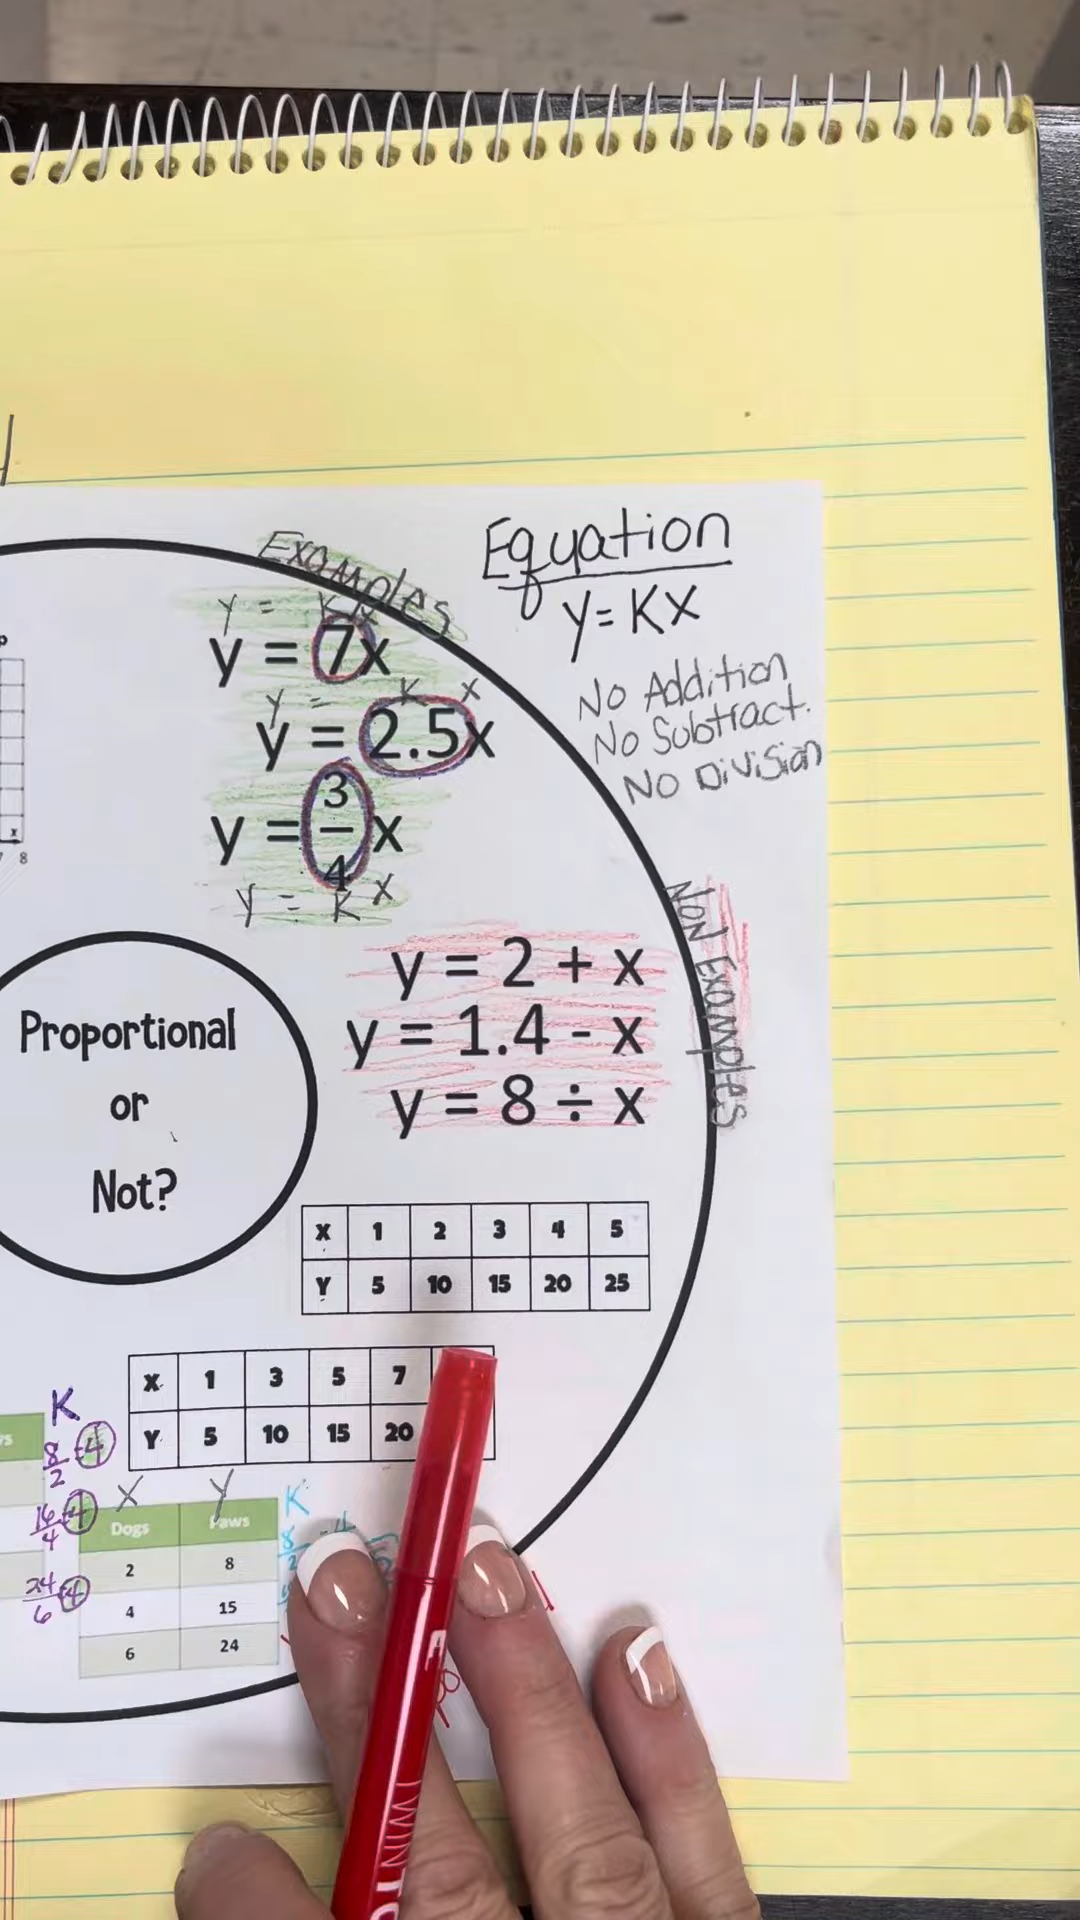 Equation
y = Kx
No Addition
No Subtract.
No Division
Examples
y = Kx
y = 7x
y = K x
y = 2.5x
y = 3/4 x
y = K x
Non Examples
y = 2 + x
y = 1.4 - x
y = 8 ÷ x
Proportional
or
Not?
X 1 2 3 4 5
Y 5 10 15 20 25
X 1 3 5 7
Y 5 10 15 20
K
8/2 = 4
16/4 = 4
24/6 = 4
X Y
Dogs Paws
2 8
4 15
6 24
K
8
x
8